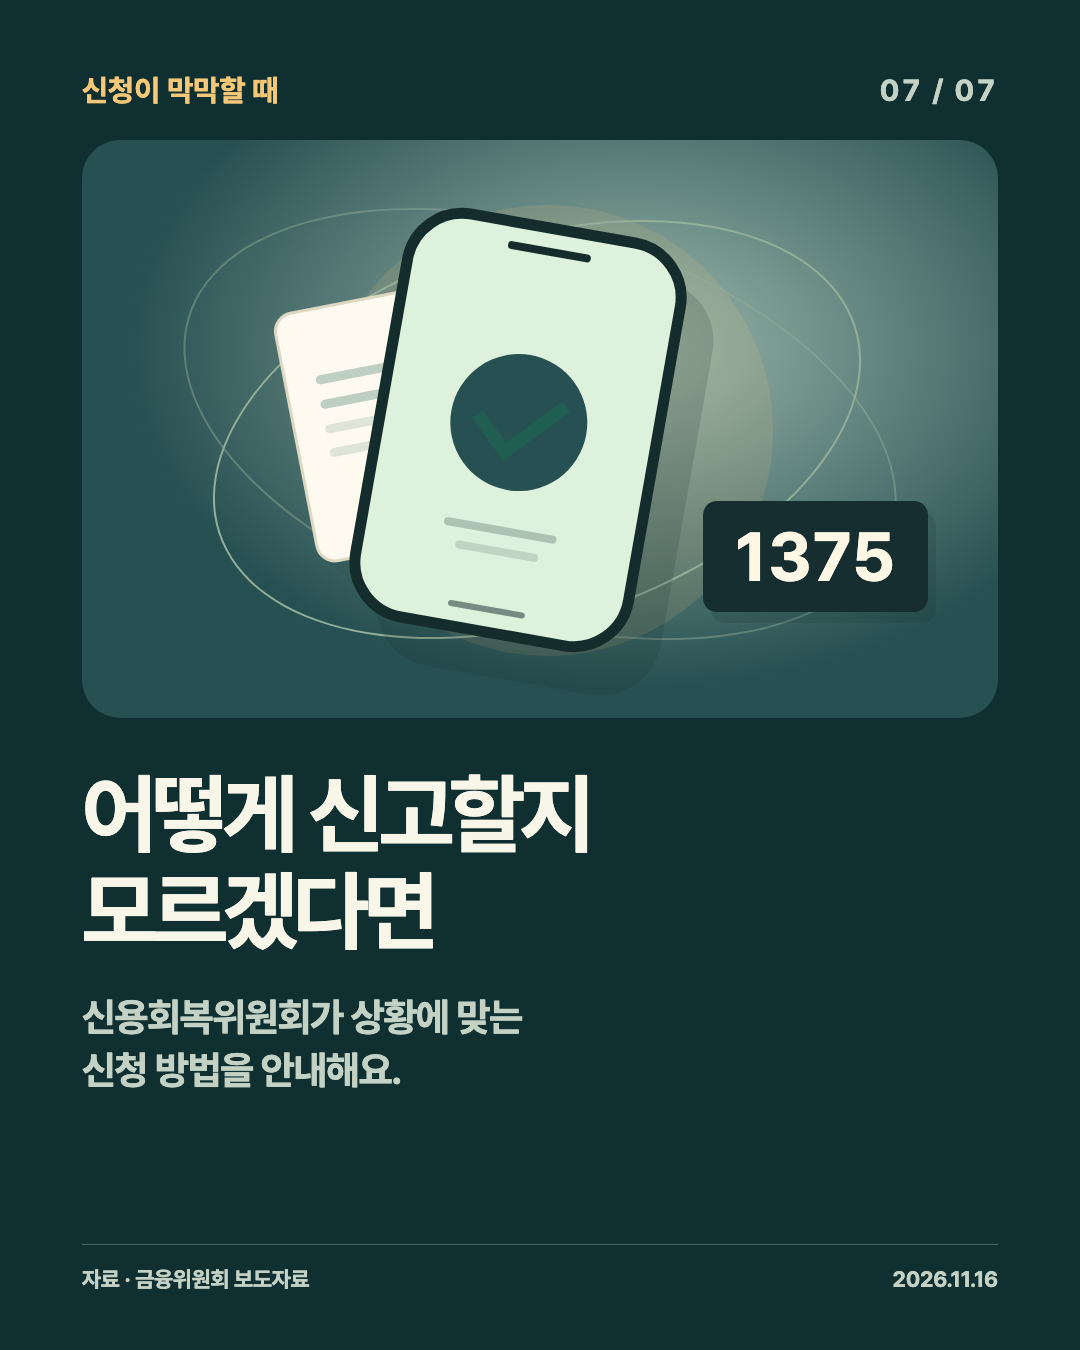 신청이 막막할 때
07 / 07
1375
어떻게 신고할지
모르겠다면
신용회복위원회가 상황에 맞는
신청 방법을 안내해요.
자료 · 금융위원회 보도자료
2026.11.16